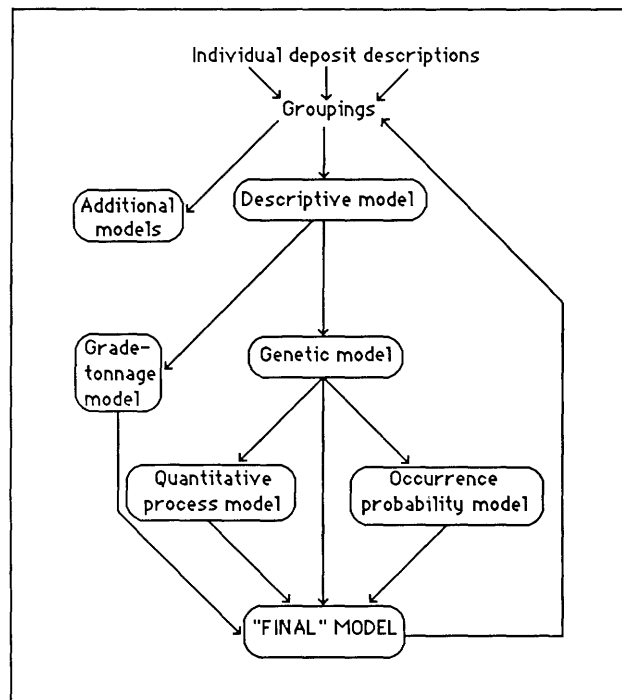 Individual deposit descriptions
Groupings
Additional
models
Descriptive model
Grade-
tonnage
model
Genetic model
Quantitative
process model
Occurrence
probability model
"FINAL" MODEL